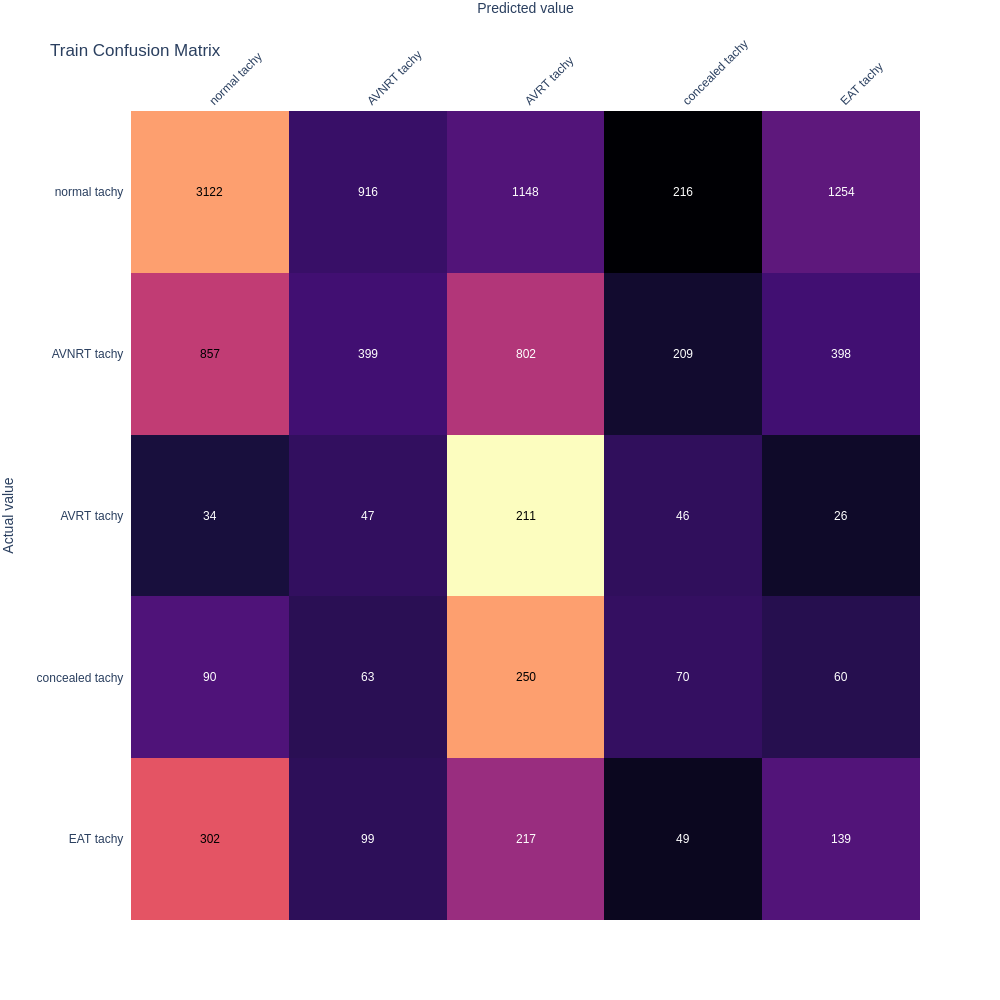 Predicted value
Train Confusion Matrix
normal tachy
AVNRT tachy
AVRT tachy
concealed tachy
EAT tachy
normal tachy 3122 916 1148 216 1254
AVNRT tachy 857 399 802 209 398
AVRT tachy 34 47 211 46 26
concealed tachy 90 63 250 70 60
EAT tachy 302 99 217 49 139
Actual value